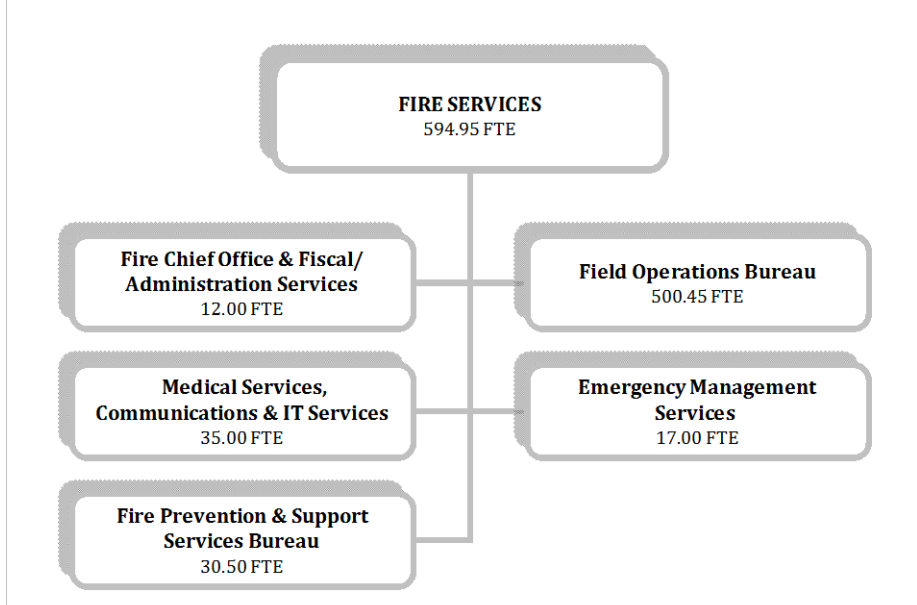 FIRE SERVICES
594.95 FTE
Fire Chief Office & Fiscal/
Administration Services
12.00 FTE
Field Operations Bureau
500.45 FTE
Medical Services,
Communications & IT Services
35.00 FTE
Emergency Management
Services
17.00 FTE
Fire Prevention & Support
Services Bureau
30.50 FTE